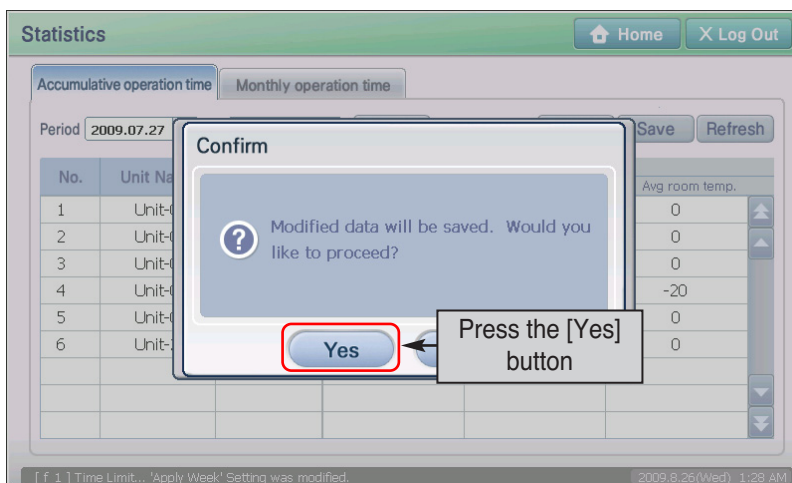 Statistics
Home
X Log Out
Accumulative operation time
Monthly operation time
Period 2009.07.27
Save
Refresh
Confirm
No.
Avg room temp.
1
0
2
0
3
0
4
-20
5
0
6
0
Modified data will be saved. Would you
like to proceed?
Yes
Press the [Yes]
button
[ f 1 ] Time Limit... 'Apply Week' Setting was modified.
2009.8.26(Wed) 1:28 AM